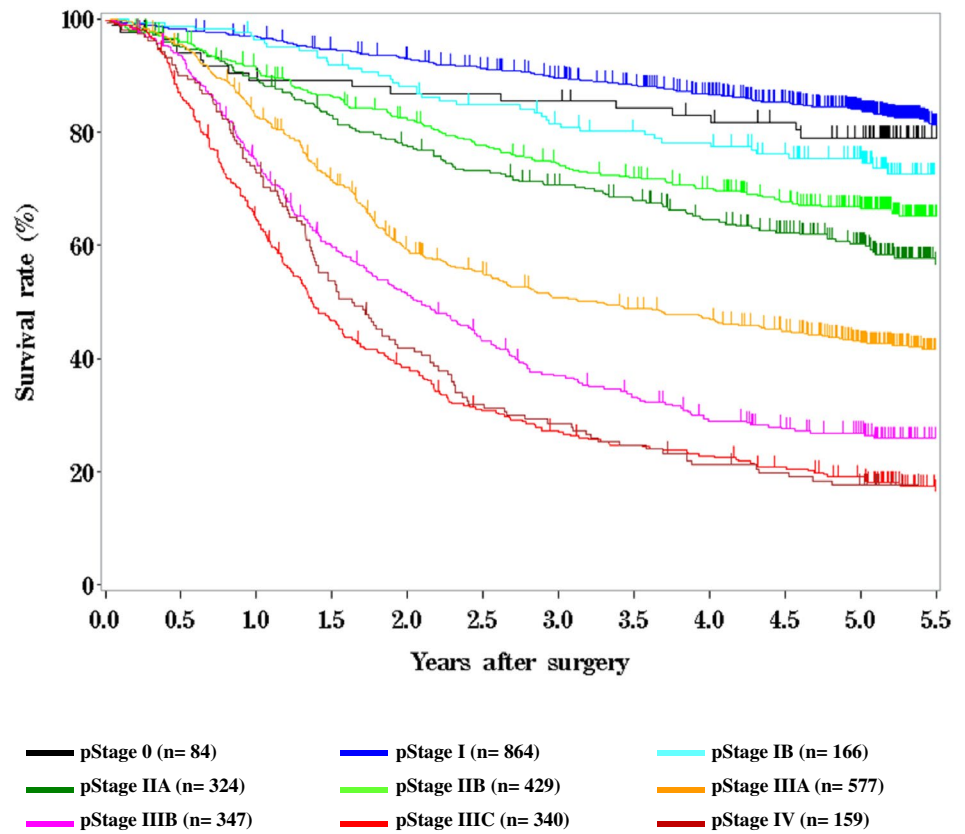 100
80
60
40
20
0
Survival rate (%)
0.0 0.5 1.0 1.5 2.0 2.5 3.0 3.5 4.0 4.5 5.0 5.5
Years after surgery
pStage 0 (n= 84) pStage I (n= 864) pStage IB (n= 166)
pStage IIA (n= 324) pStage IIB (n= 429) pStage IIIA (n= 577)
pStage IIIB (n= 347) pStage IIIC (n= 340) pStage IV (n= 159)